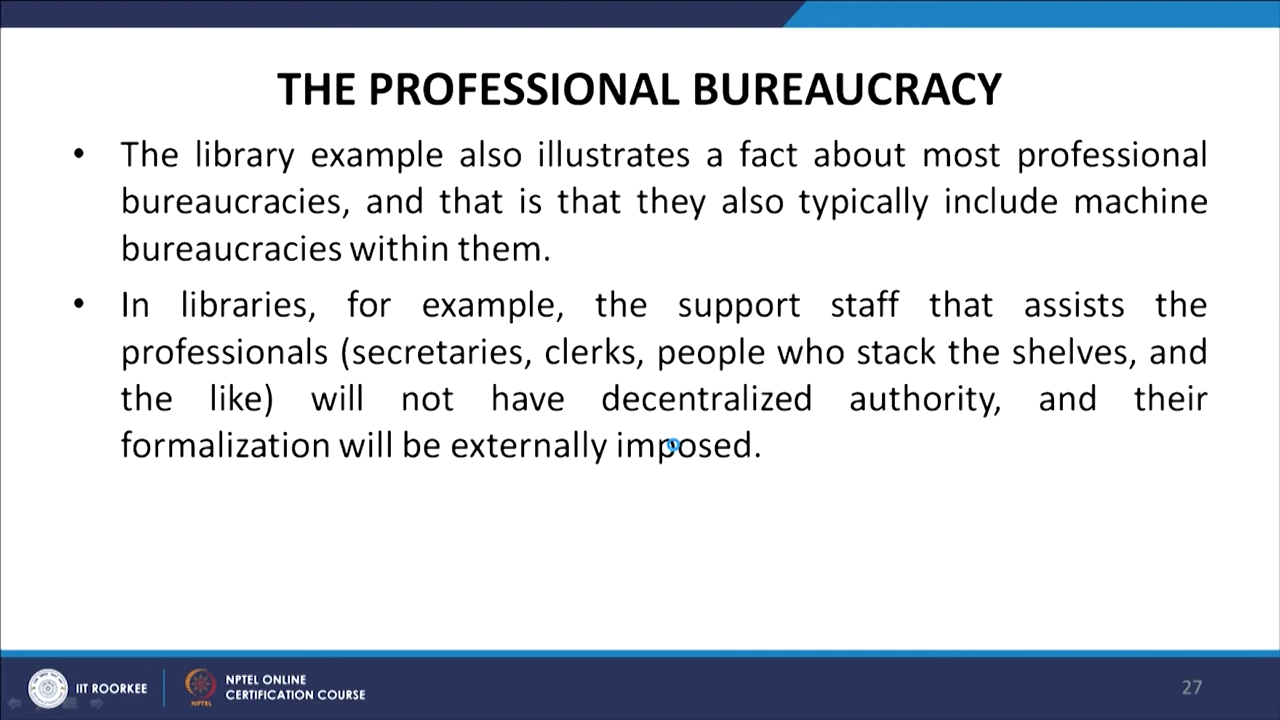 THE PROFESSIONAL BUREAUCRACY
• The library example also illustrates a fact about most professional
bureaucracies, and that is that they also typically include machine
bureaucracies within them.
• In libraries, for example, the support staff that assists the
professionals (secretaries, clerks, people who stack the shelves, and
the like) will not have decentralized authority, and their
formalization will be externally imposed.
IIT ROORKEE
NPTEL
NPTEL ONLINE
CERTIFICATION COURSE
27